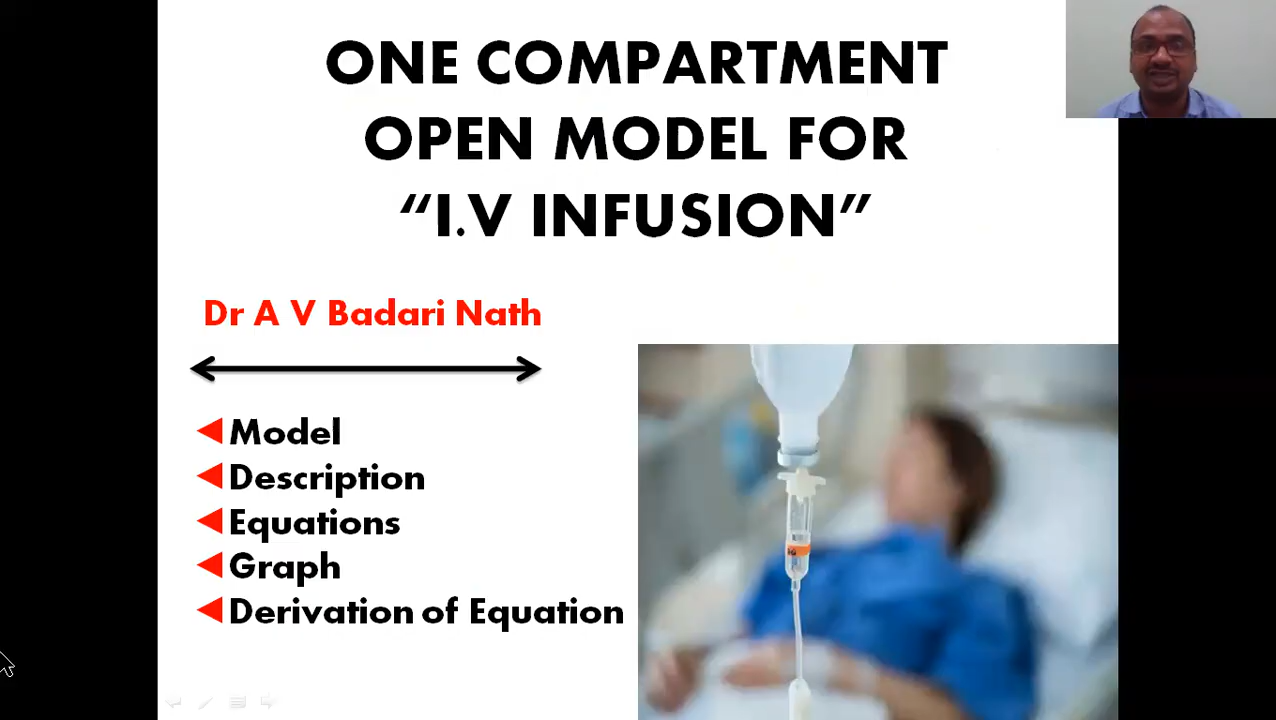 ONE COMPARTMENT
OPEN MODEL FOR
“I.V INFUSION”
Dr A V Badari Nath
Model
Description
Equations
Graph
Derivation of Equation